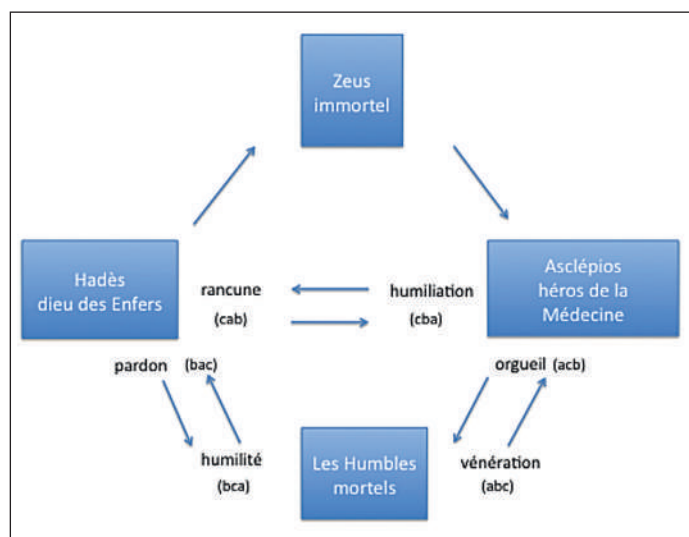 Zeus
immortel
Hadès
dieu des Enfers
rancune
(cab)
humiliation
(cba)
Asclépios
héros de la
Médecine
pardon (bac)
orgueil (acb)
humilité
(bca)
Les Humbles
mortels
vénération
(abc)